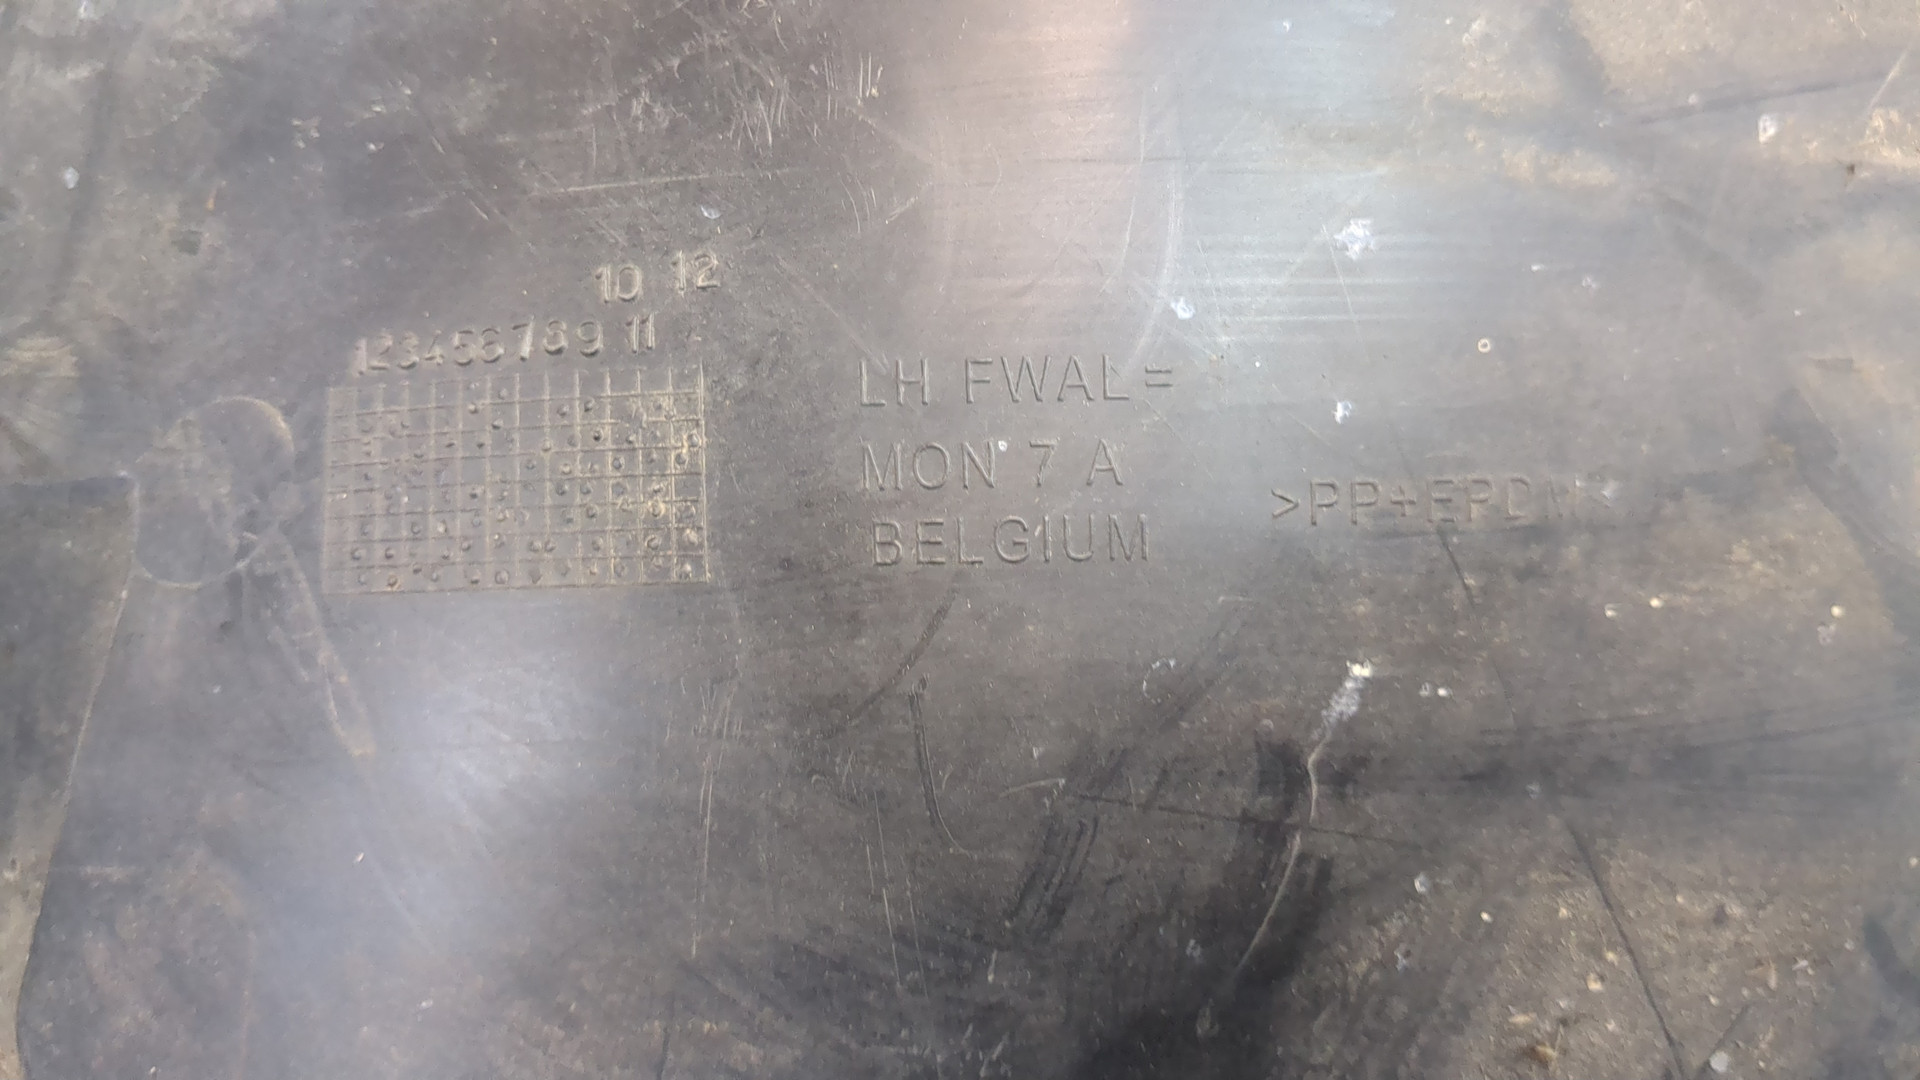 10 12
123456789 11
LH FWAL=
MON 7 A
BELGIUM
>PP+EPDM<